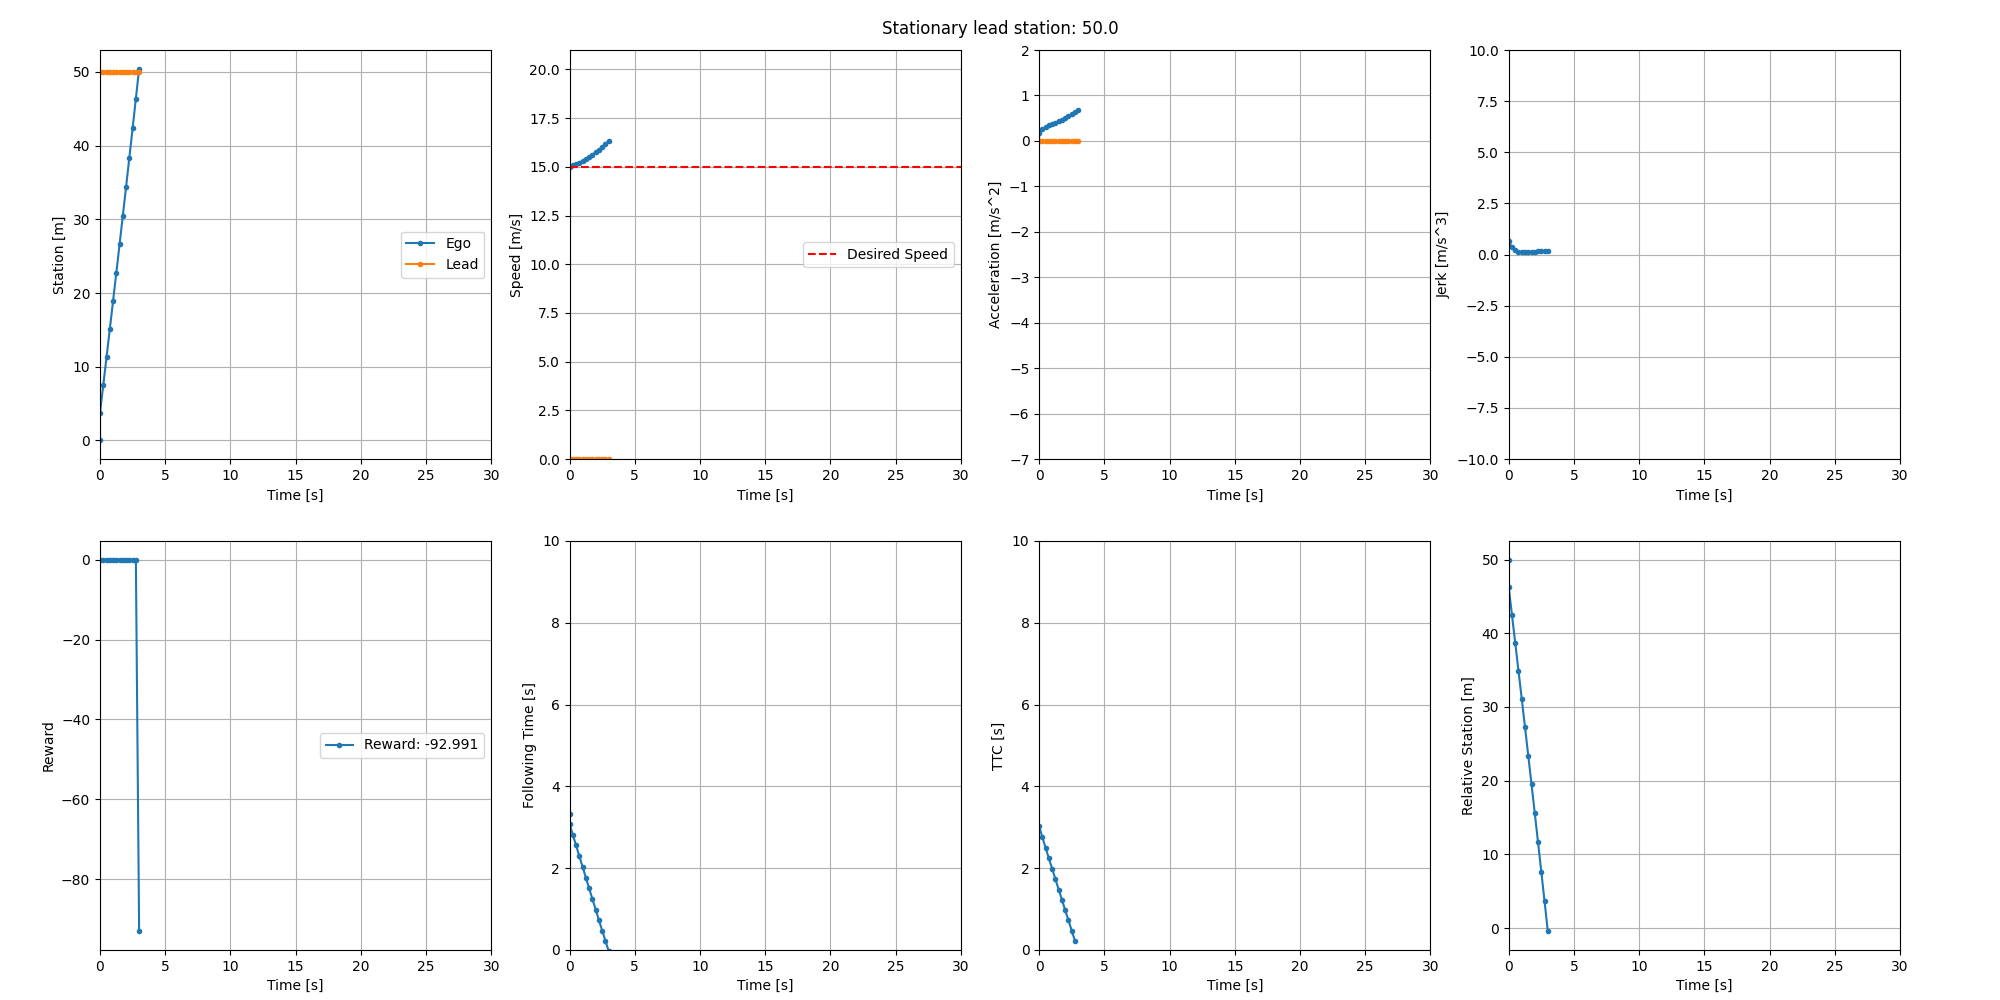 Stationary lead station: 50.0
50
40
30
20
10
0
Station [m]
Ego
Lead
0 5 10 15 20 25 30
Time [s]
20.0
17.5
15.0
12.5
10.0
7.5
5.0
2.5
0.0
Speed [m/s]
Desired Speed
0 5 10 15 20 25 30
Time [s]
2
1
0
−1
−2
−3
−4
−5
−6
−7
Acceleration [m/s^2]
0 5 10 15 20 25 30
Time [s]
10.0
7.5
5.0
2.5
0.0
−2.5
−5.0
−7.5
−10.0
Jerk [m/s^3]
0 5 10 15 20 25 30
Time [s]
0
−20
−40
−60
−80
Reward
Reward: -92.991
0 5 10 15 20 25 30
Time [s]
10
8
6
4
2
0
Following Time [s]
0 5 10 15 20 25 30
Time [s]
10
8
6
4
2
0
TTC [s]
0 5 10 15 20 25 30
Time [s]
50
40
30
20
10
0
Relative Station [m]
0 5 10 15 20 25 30
Time [s]